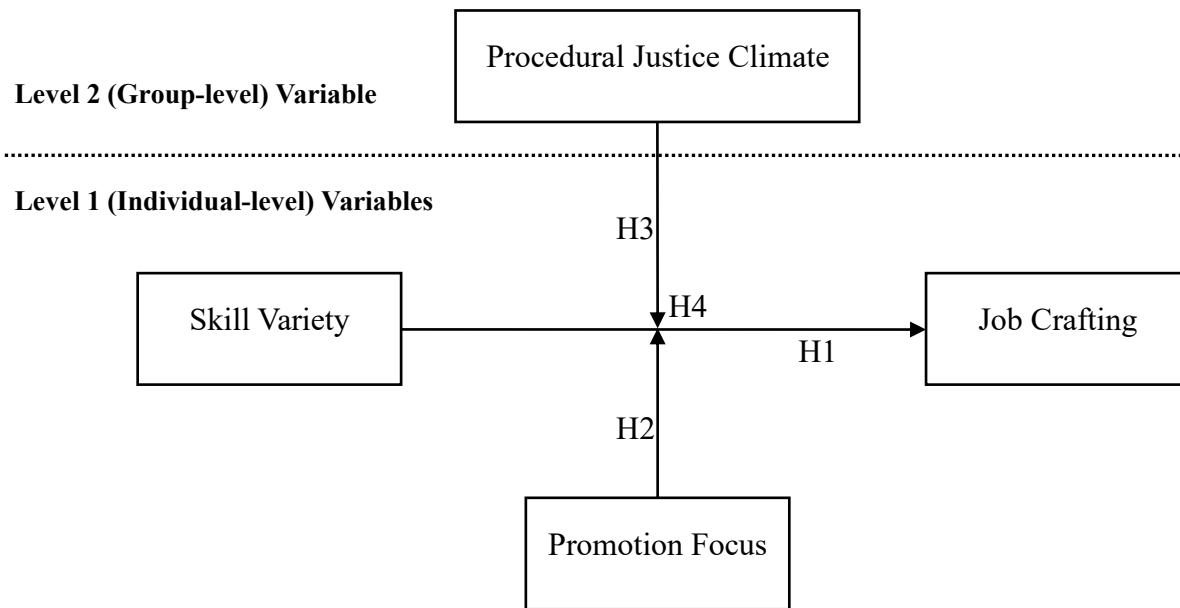 Procedural Justice Climate
Level 2 (Group-level) Variable
Level 1 (Individual-level) Variables
H3
Skill Variety
H4
Job Crafting
H1
H2
Promotion Focus